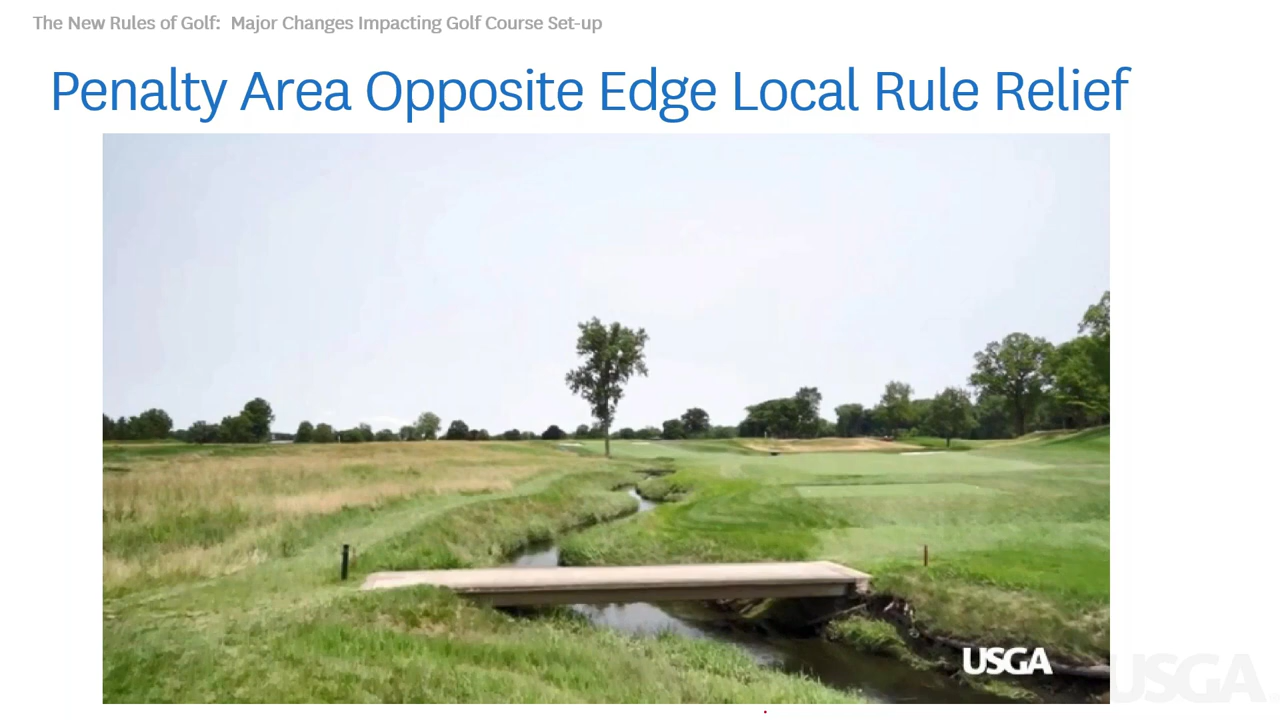 The New Rules of Golf: Major Changes Impacting Golf Course Set-up
Penalty Area Opposite Edge Local Rule Relief
USGA
USGA